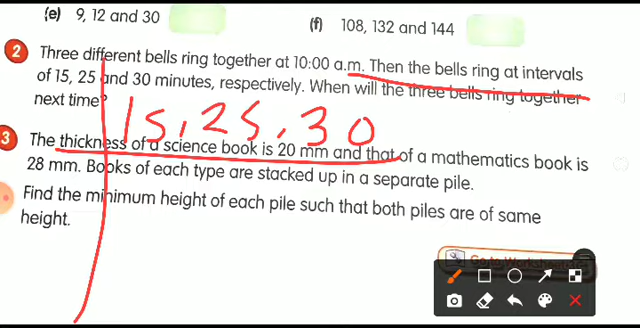 (e) 9, 12 and 30
(f) 108, 132 and 144
2 Three different bells ring together at 10:00 a.m. Then the bells ring at intervals
of 15, 25 and 30 minutes, respectively. When will the three bells ring together
next time?
15, 25, 30
3 The thickness of a science book is 20 mm and that of a mathematics book is
28 mm. Books of each type are stacked up in a separate pile.
Find the minimum height of each pile such that both piles are of same
height.
Go to